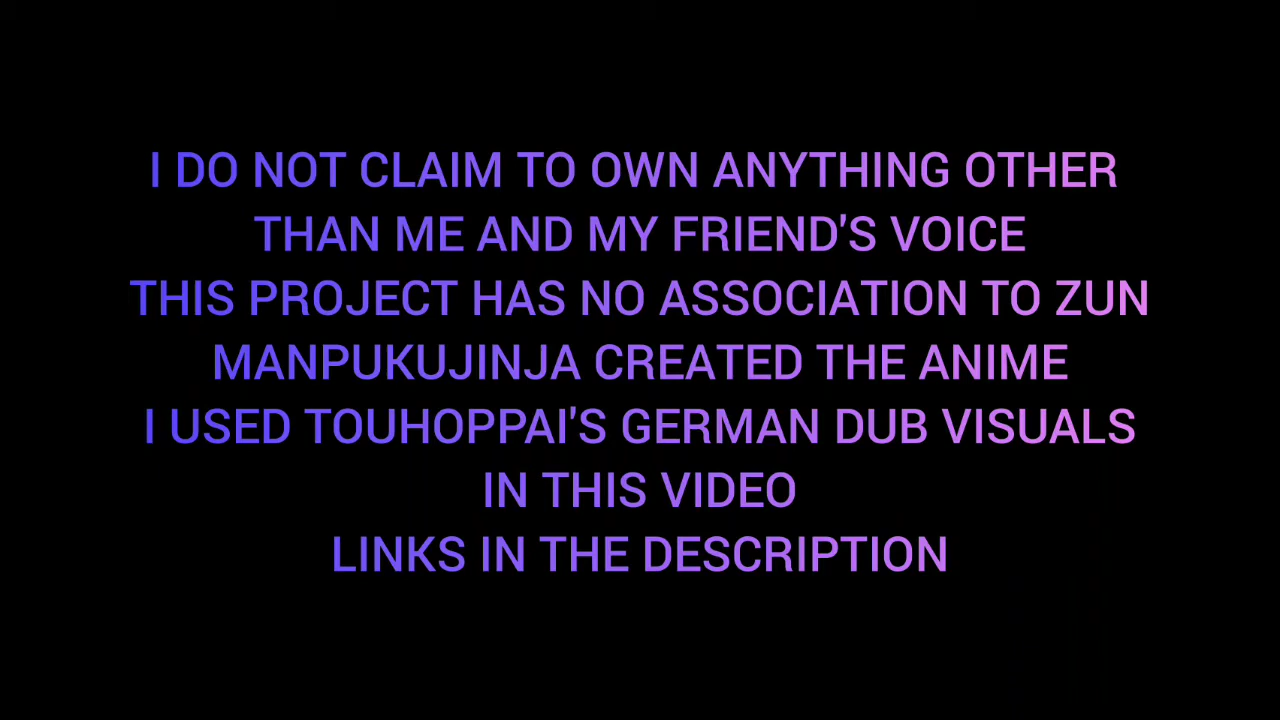 I DO NOT CLAIM TO OWN ANYTHING OTHER
THAN ME AND MY FRIEND'S VOICE
THIS PROJECT HAS NO ASSOCIATION TO ZUN
MANPUKUJINJA CREATED THE ANIME
I USED TOUHOPPAI'S GERMAN DUB VISUALS
IN THIS VIDEO
LINKS IN THE DESCRIPTION